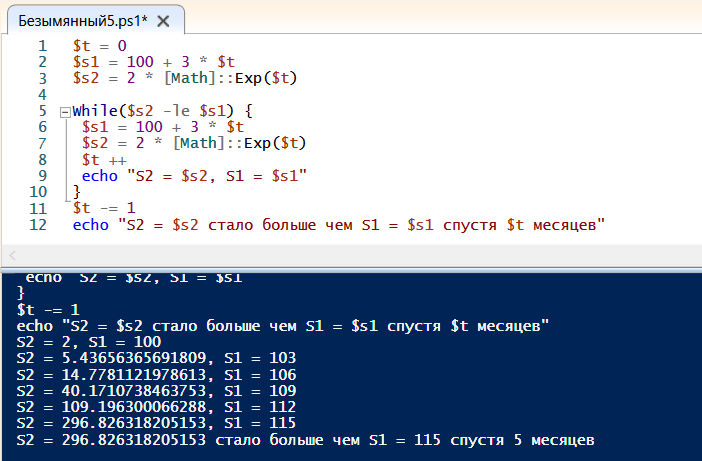 Безымянный5.ps1* ✕
1 $t = 0
2 $s1 = 100 + 3 * $t
3 $s2 = 2 * [Math]::Exp($t)
4
5 While($s2 -le $s1) {
6 $s1 = 100 + 3 * $t
7 $s2 = 2 * [Math]::Exp($t)
8 $t ++
9 echo "S2 = $s2, S1 = $s1"
10 }
11 $t -= 1
12 echo "S2 = $s2 стало больше чем S1 = $s1 спустя $t месяцев"
echo "S2 = $s2, S1 = $s1"
}
$t -= 1
echo "S2 = $s2 стало больше чем S1 = $s1 спустя $t месяцев"
S2 = 2, S1 = 100
S2 = 5.43656365691809, S1 = 103
S2 = 14.7781121978613, S1 = 106
S2 = 40.1710738463753, S1 = 109
S2 = 109.196300066288, S1 = 112
S2 = 296.826318205153, S1 = 115
S2 = 296.826318205153 стало больше чем S1 = 115 спустя 5 месяцев